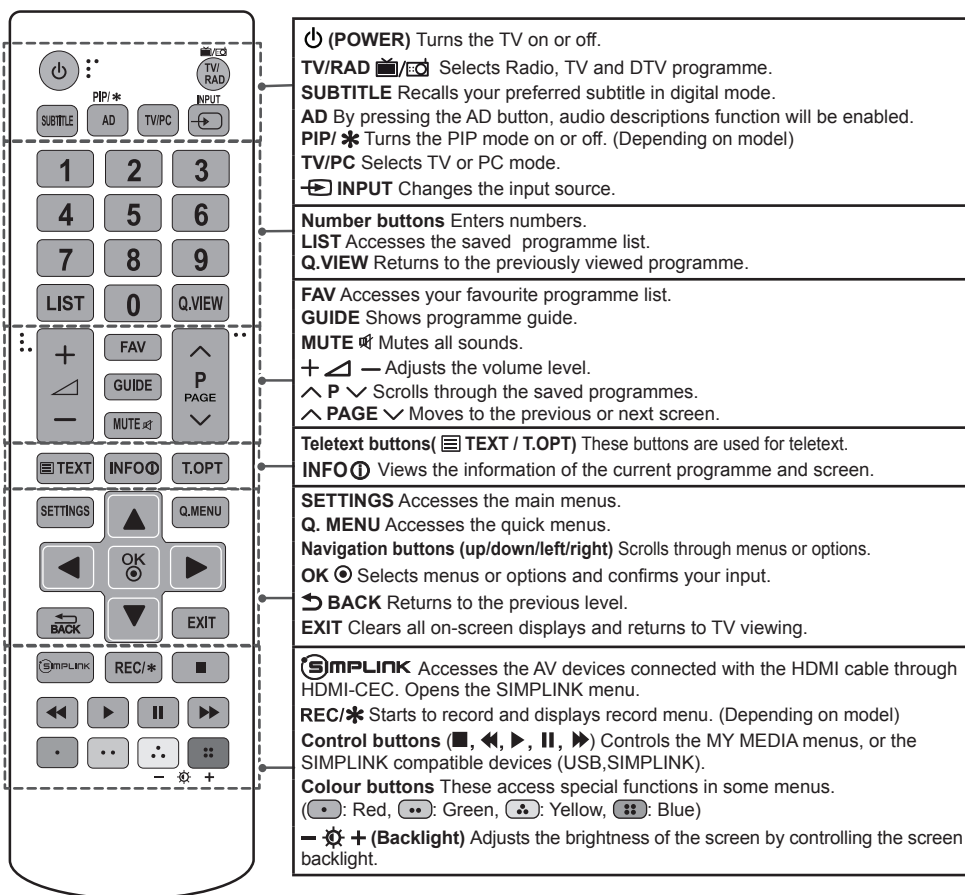 TV/
RAD
PIP/ ✱
INPUT
SUBTITLE AD TV/PC
1 2 3
4 5 6
7 8 9
LIST 0 Q.VIEW
+ FAV
GUIDE P
PAGE
− MUTE
TEXT INFO T.OPT
SETTINGS Q.MENU
OK
BACK EXIT
SIMPLINK REC/✱
− +
(POWER) Turns the TV on or off.
TV/RAD / Selects Radio, TV and DTV programme.
SUBTITLE Recalls your preferred subtitle in digital mode.
AD By pressing the AD button, audio descriptions function will be enabled.
PIP/ ✱ Turns the PIP mode on or off. (Depending on model)
TV/PC Selects TV or PC mode.
INPUT Changes the input source.
Number buttons Enters numbers.
LIST Accesses the saved programme list.
Q.VIEW Returns to the previously viewed programme.
FAV Accesses your favourite programme list.
GUIDE Shows programme guide.
MUTE Mutes all sounds.
+ − Adjusts the volume level.
P Scrolls through the saved programmes.
PAGE Moves to the previous or next screen.
Teletext buttons( TEXT / T.OPT) These buttons are used for teletext.
INFO Views the information of the current programme and screen.
SETTINGS Accesses the main menus.
Q. MENU Accesses the quick menus.
Navigation buttons (up/down/left/right) Scrolls through menus or options.
OK Selects menus or options and confirms your input.
BACK Returns to the previous level.
EXIT Clears all on-screen displays and returns to TV viewing.
SIMPLINK Accesses the AV devices connected with the HDMI cable through
HDMI-CEC. Opens the SIMPLINK menu.
REC/✱ Starts to record and displays record menu. (Depending on model)
Control buttons (■, ◀◀, ▶, II, ▶▶) Controls the MY MEDIA menus, or the
SIMPLINK compatible devices (USB,SIMPLINK).
Colour buttons These access special functions in some menus.
( : Red, : Green, : Yellow, : Blue)
− + (Backlight) Adjusts the brightness of the screen by controlling the screen
backlight.